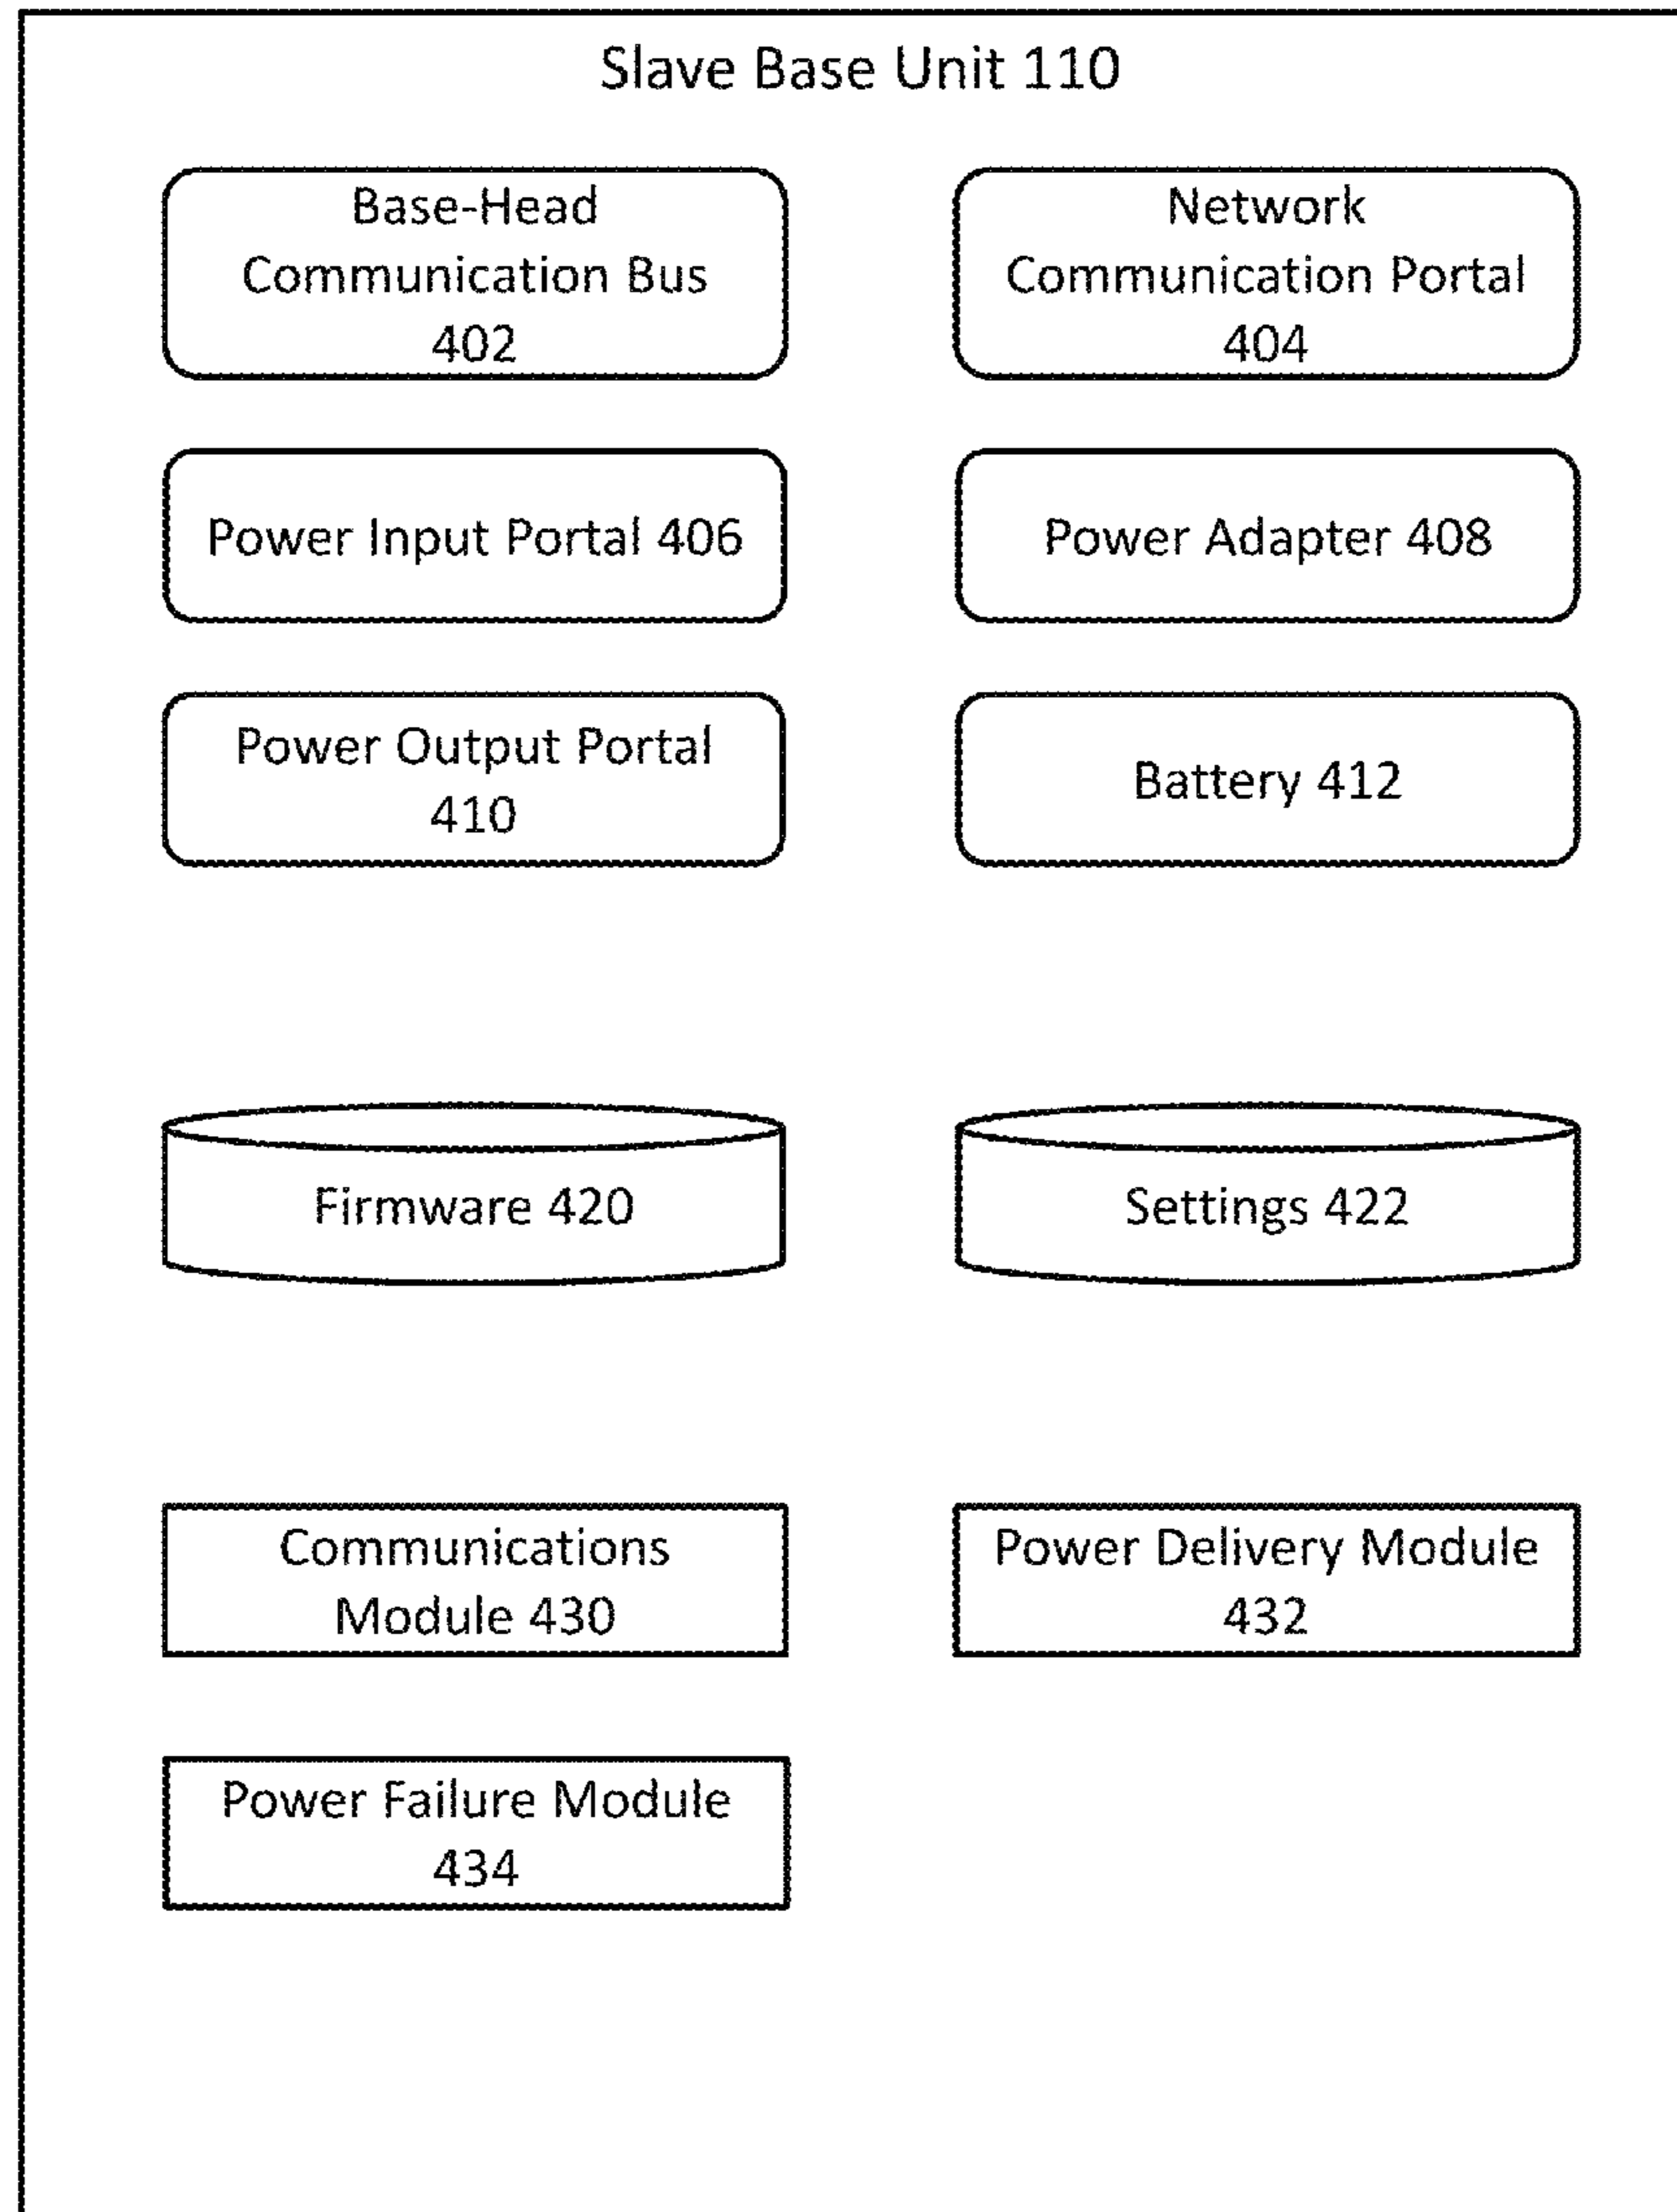 Slave Base Unit 110
Base-Head
Communication Bus
402
Network
Communication Portal
404
Power Input Portal 406
Power Adapter 408
Power Output Portal
410
Battery 412
Firmware 420
Settings 422
Communications
Module 430
Power Delivery Module
432
Power Failure Module
434